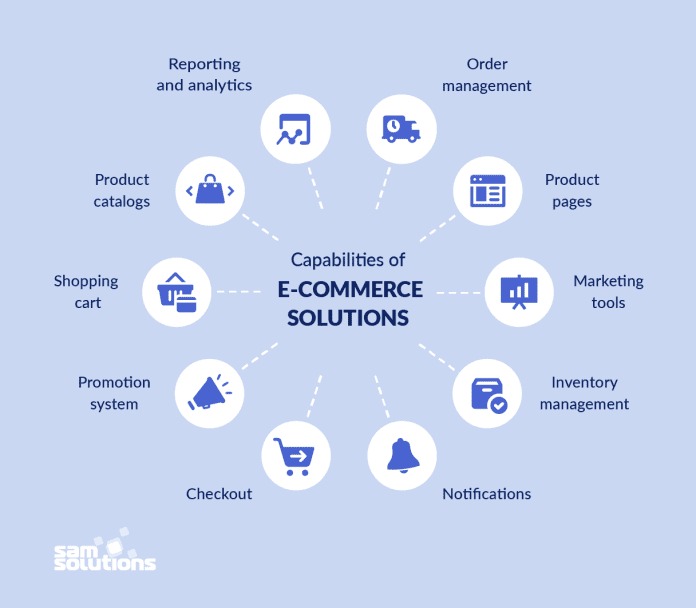 Reporting
and analytics
Order
management
Product
catalogs
Product
pages
Capabilities of
E-COMMERCE
SOLUTIONS
Shopping
cart
Marketing
tools
Promotion
system
Inventory
management
Checkout
Notifications
sam
solutions